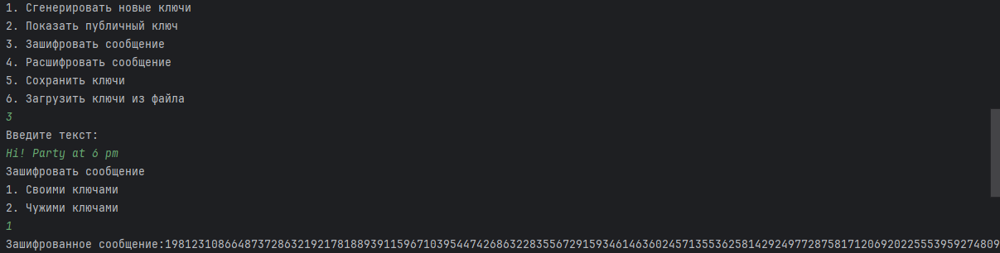 1. Сгенерировать новые ключи
2. Показать публичный ключ
3. Зашифровать сообщение
4. Расшифровать сообщение
5. Сохранить ключи
6. Загрузить ключи из файла
3
Введите текст:
Hi! Party at 6 pm
Зашифровать сообщение
1. Своими ключами
2. Чужими ключами
1
Зашифрованное сообщение:198123108664873728632192178188939115967103954474268632283556729159346146360245713553625814292497728758171206920225553959274809